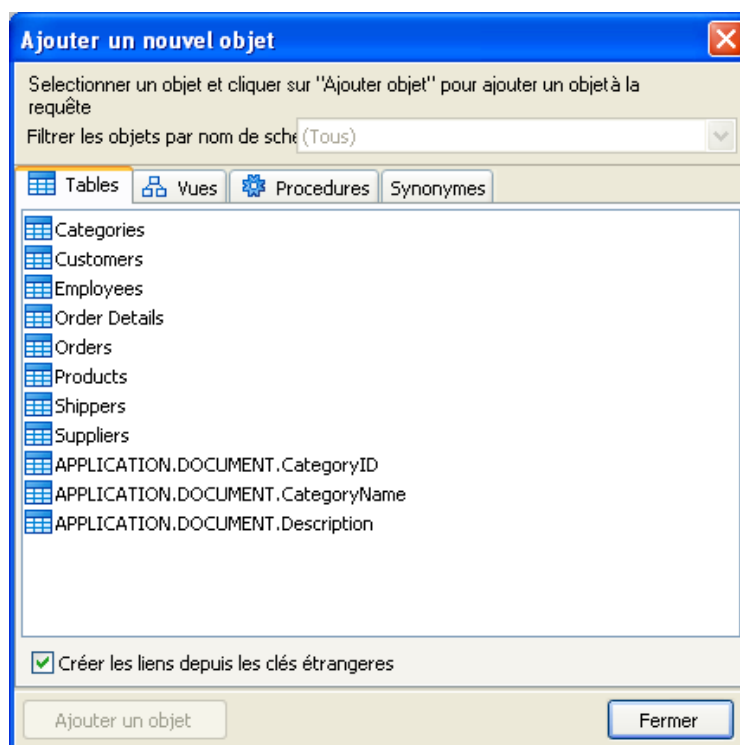 Ajouter un nouvel objet
Selectionner un objet et cliquer sur "Ajouter objet" pour ajouter un objet à la
requête
Filtrer les objets par nom de sche (Tous)
Tables Vues Procedures Synonymes
Categories
Customers
Employees
Order Details
Orders
Products
Shippers
Suppliers
APPLICATION.DOCUMENT.CategoryID
APPLICATION.DOCUMENT.CategoryName
APPLICATION.DOCUMENT.Description
Créer les liens depuis les clés étrangeres
Ajouter un objet Fermer